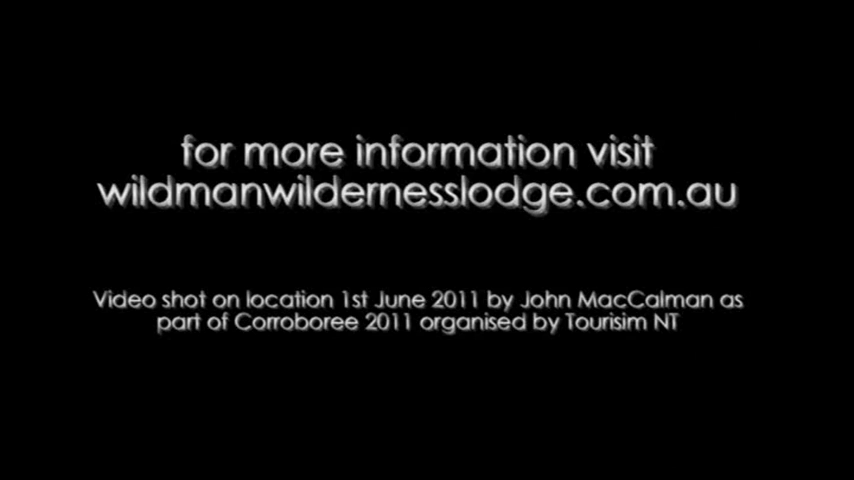 for more information visit
wildmanwildernesslodge.com.au
Video shot on location 1st June 2011 by John MacCalman as
part of Corroboree 2011 organised by Tourisim NT